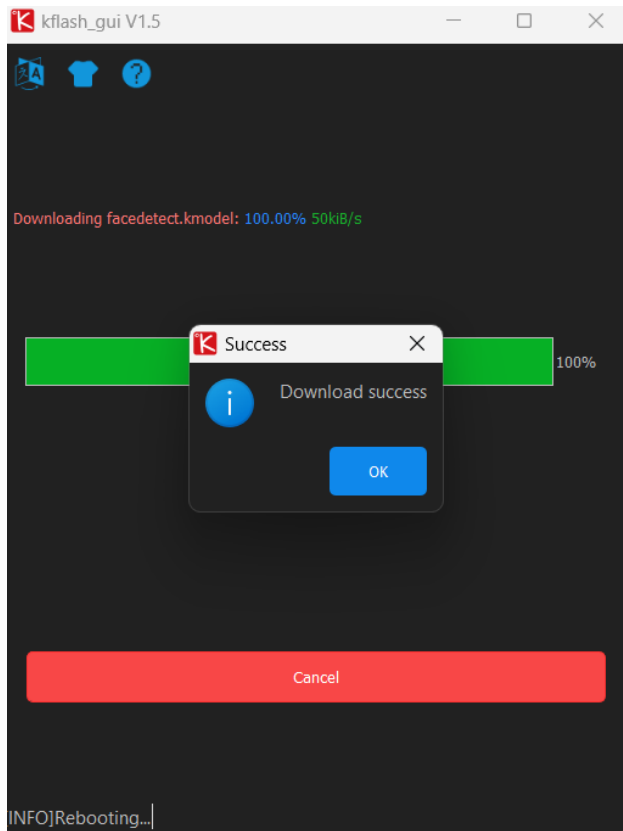 kflash_gui V1.5
Downloading facedetect.kmodel: 100.00% 50kiB/s
Success
100%
Download success
OK
Cancel
INFO]Rebooting...